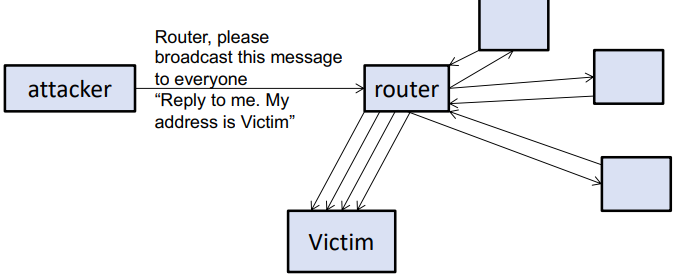 attacker
Router, please
broadcast this message
to everyone
“Reply to me. My
address is Victim”
router
Victim